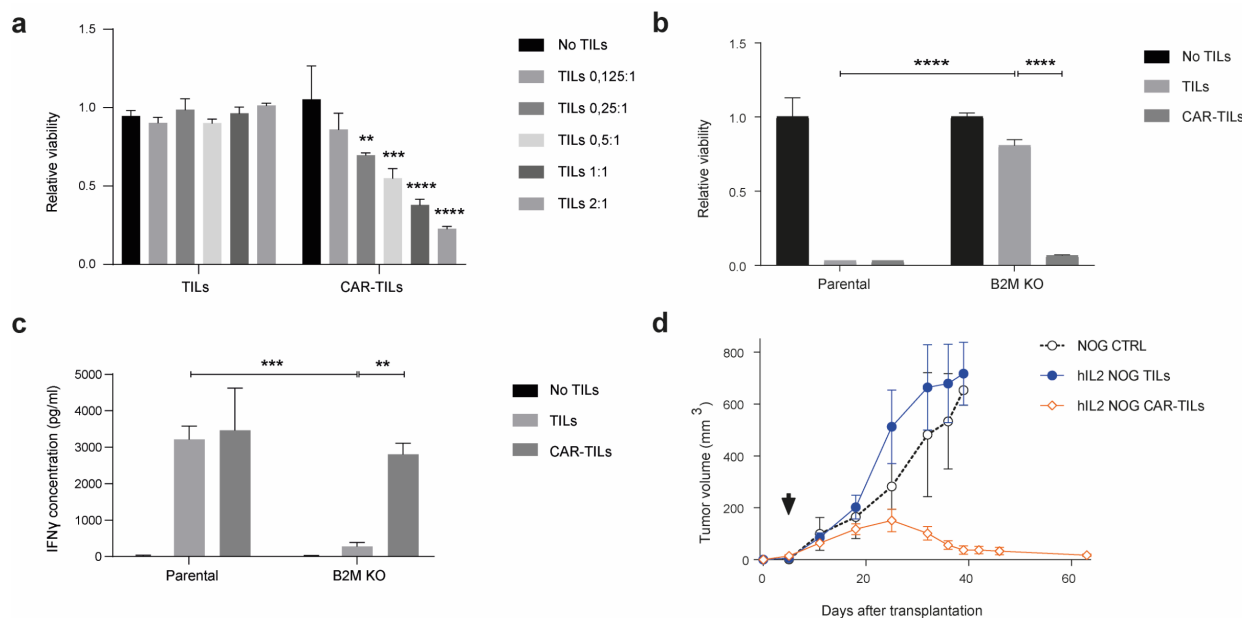 a
Relative viability
1.5
1.0
0.5
0.0
** *** **** ****
TILs CAR-TILs
No TILs
TILs 0,125:1
TILs 0,25:1
TILs 0,5:1
TILs 1:1
TILs 2:1
b
Relative viability
1.5
1.0
0.5
0.0
**** ****
Parental B2M KO
No TILs
TILs
CAR-TILs
c
IFNγ concentration (pg/ml)
5000
4000
3000
2000
1000
0
*** **
Parental B2M KO
No TILs
TILs
CAR-TILs
d
Tumor volume (mm3)
800
600
400
200
0
0 20 40 60
Days after transplantation
NOG CTRL
hIL2 NOG TILs
hIL2 NOG CAR-TILs